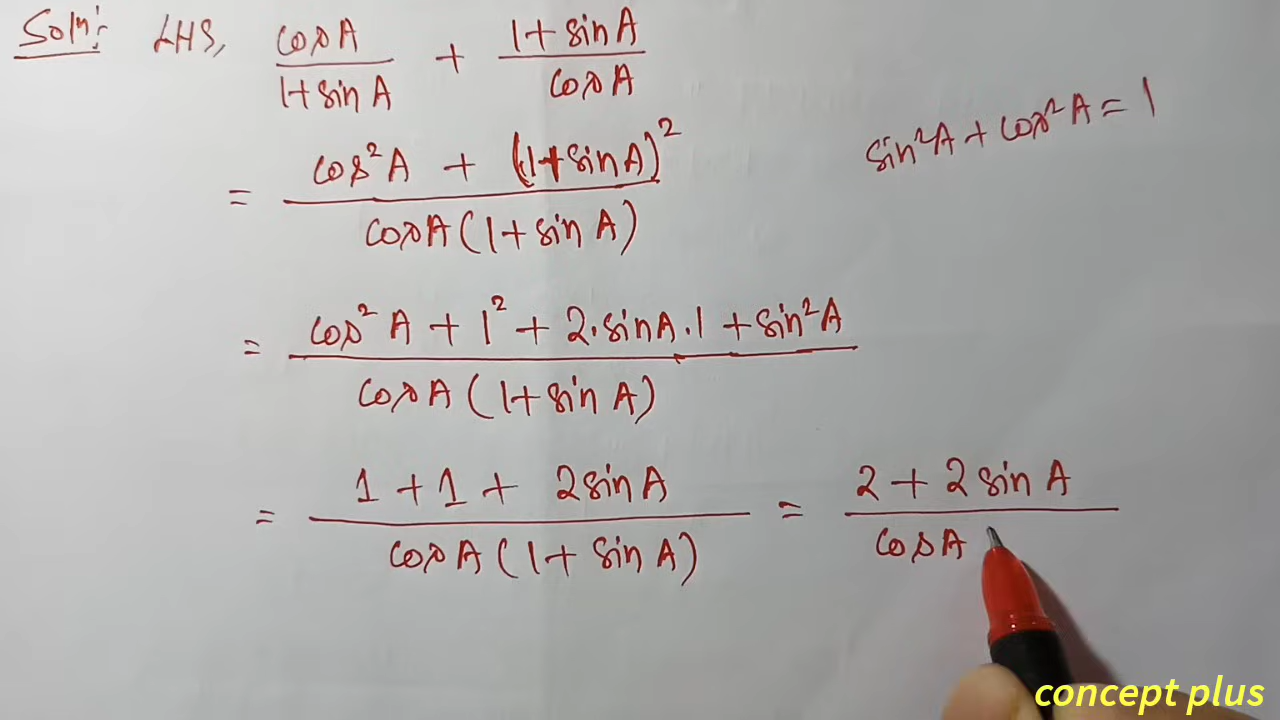 Soln: LHS, cosA/(1+sinA) + (1+sinA)/cosA
sin²A + cos²A = 1
= (cos²A + (1+sinA)²)/(cosA(1+sinA))
= (cos²A + 1² + 2·sinA·1 + sin²A)/(cosA(1+sinA))
= (1+1+2sinA)/(cosA(1+sinA)) = (2+2sinA)/(cosA
concept plus